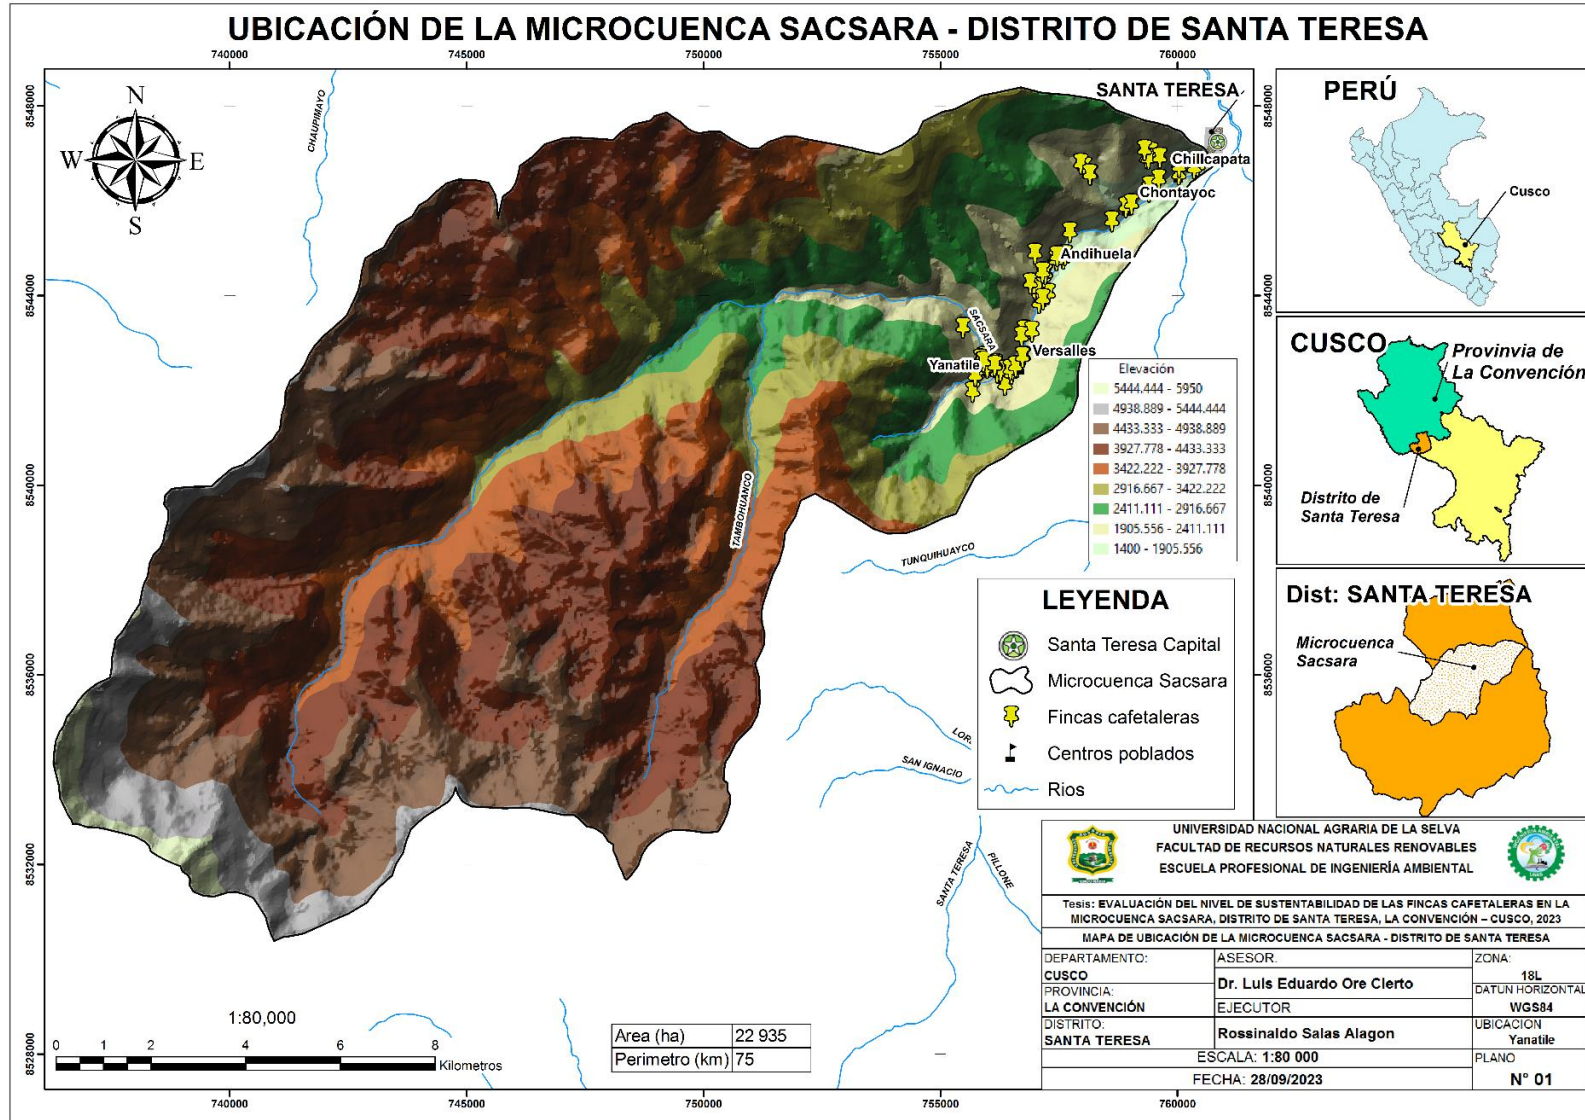 UBICACIÓN DE LA MICROCUENCA SACSARA - DISTRITO DE SANTA TERESA
740000
745000
750000
755000
760000
8548000
8544000
8540000
8536000
8532000
8528000
8548000
8544000
8540000
8536000
N
W
E
S
CHAUPIMAYO
SANTA TERESA
Chillcapata
Chontayoc
Andihuela
SACSARA
Versalles
Yanatile
TAMBOHUANCO
TUNQUIHUAYCO
SAN IGNACIO
SANTA TERESA
PILLONE
Elevación
5444.444 - 5950
4938.889 - 5444.444
4433.333 - 4938.889
3927.778 - 4433.333
3422.222 - 3927.778
2916.667 - 3422.222
2411.111 - 2916.667
1905.556 - 2411.111
1400 - 1905.556
LEYENDA
Santa Teresa Capital
Microcuenca Sacsara
Fincas cafetaleras
Centros poblados
Rios
PERÚ
Cusco
CUSCO
Provinvia de
La Convención
Distrito de
Santa Teresa
Dist: SANTA TERESA
Microcuenca
Sacsara
1:80,000
0 1 2 4 6 8
Kilometros
Area (ha) 22 935
Perimetro (km) 75
740000
745000
750000
755000
760000
UNIVERSIDAD NACIONAL AGRARIA DE LA SELVA
FACULTAD DE RECURSOS NATURALES RENOVABLES
ESCUELA PROFESIONAL DE INGENIERÍA AMBIENTAL
Tesis: EVALUACIÓN DEL NIVEL DE SUSTENTABILIDAD DE LAS FINCAS CAFETALERAS EN LA
MICROCUENCA SACSARA, DISTRITO DE SANTA TERESA, LA CONVENCIÓN – CUSCO, 2023
MAPA DE UBICACIÓN DE LA MICROCUENCA SACSARA - DISTRITO DE SANTA TERESA
DEPARTAMENTO:
CUSCO
PROVINCIA:
LA CONVENCIÓN
DISTRITO:
SANTA TERESA
ASESOR.
Dr. Luis Eduardo Ore Cierto
EJECUTOR
Rossinaldo Salas Alagon
ZONA:
18L
DATUN HORIZONTAL
WGS84
UBICACION
Yanatile
ESCALA: 1:80 000
FECHA: 28/09/2023
PLANO
N° 01